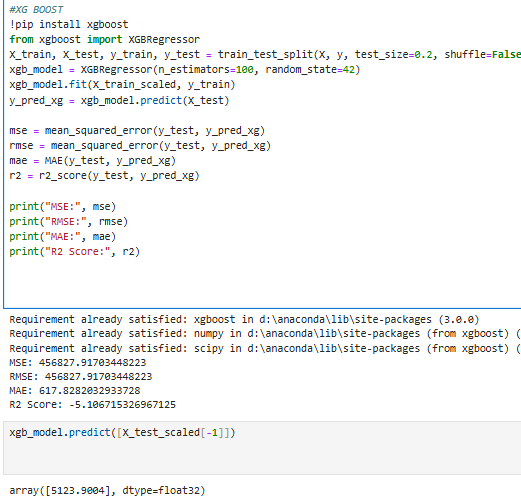 #XG BOOST
!pip install xgboost
from xgboost import XGBRegressor
X_train, X_test, y_train, y_test = train_test_split(X, y, test_size=0.2, shuffle=False
xgb_model = XGBRegressor(n_estimators=100, random_state=42)
xgb_model.fit(X_train_scaled, y_train)
y_pred_xg = xgb_model.predict(X_test)
mse = mean_squared_error(y_test, y_pred_xg)
rmse = mean_squared_error(y_test, y_pred_xg)
mae = MAE(y_test, y_pred_xg)
r2 = r2_score(y_test, y_pred_xg)
print("MSE:", mse)
print("RMSE:", rmse)
print("MAE:", mae)
print("R2 Score:", r2)
Requirement already satisfied: xgboost in d:\anaconda\lib\site-packages (3.0.0)
Requirement already satisfied: numpy in d:\anaconda\lib\site-packages (from xgboost) (
Requirement already satisfied: scipy in d:\anaconda\lib\site-packages (from xgboost) (
MSE: 456827.91703448223
RMSE: 456827.91703448223
MAE: 617.8282032933728
R2 Score: -5.106715326967125
xgb_model.predict([X_test_scaled[-1]])
array([5123.9004], dtype=float32)